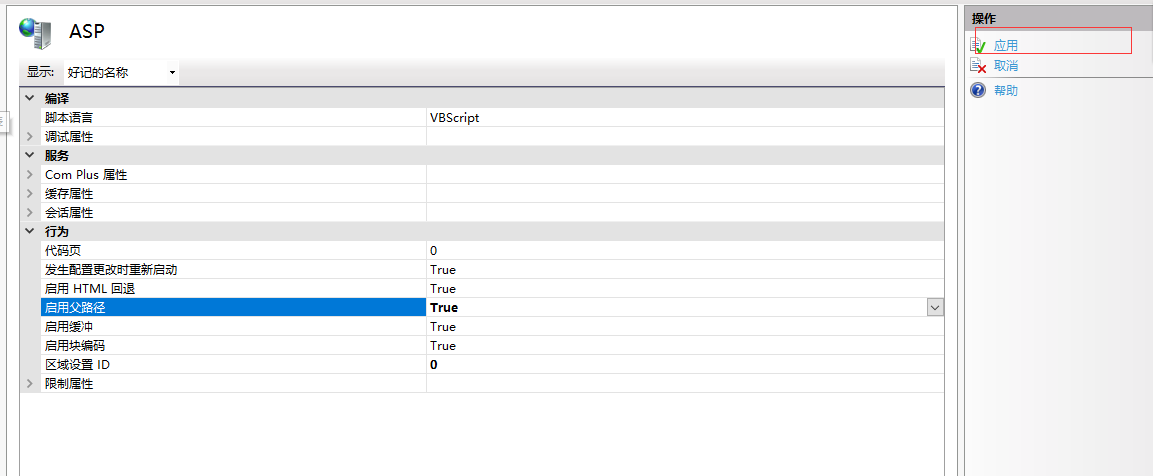 ASP
显示: 好记的名称
编译
脚本语言 VBScript
调试属性
服务
Com Plus 属性
缓存属性
会话属性
行为
代码页 0
发生配置更改时重新启动 True
启用 HTML 回退 True
启用父路径 True
启用缓冲 True
启用块编码 True
区域设置 ID 0
限制属性
操作
应用
取消
帮助